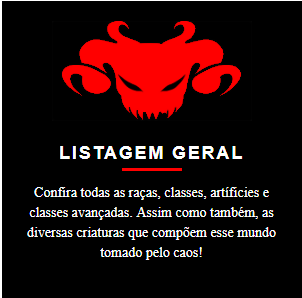 LISTAGEM GERAL
Confira todas as raças, classes, artifícies e
classes avançadas. Assim como também, as
diversas criaturas que compõem esse mundo
tomado pelo caos!